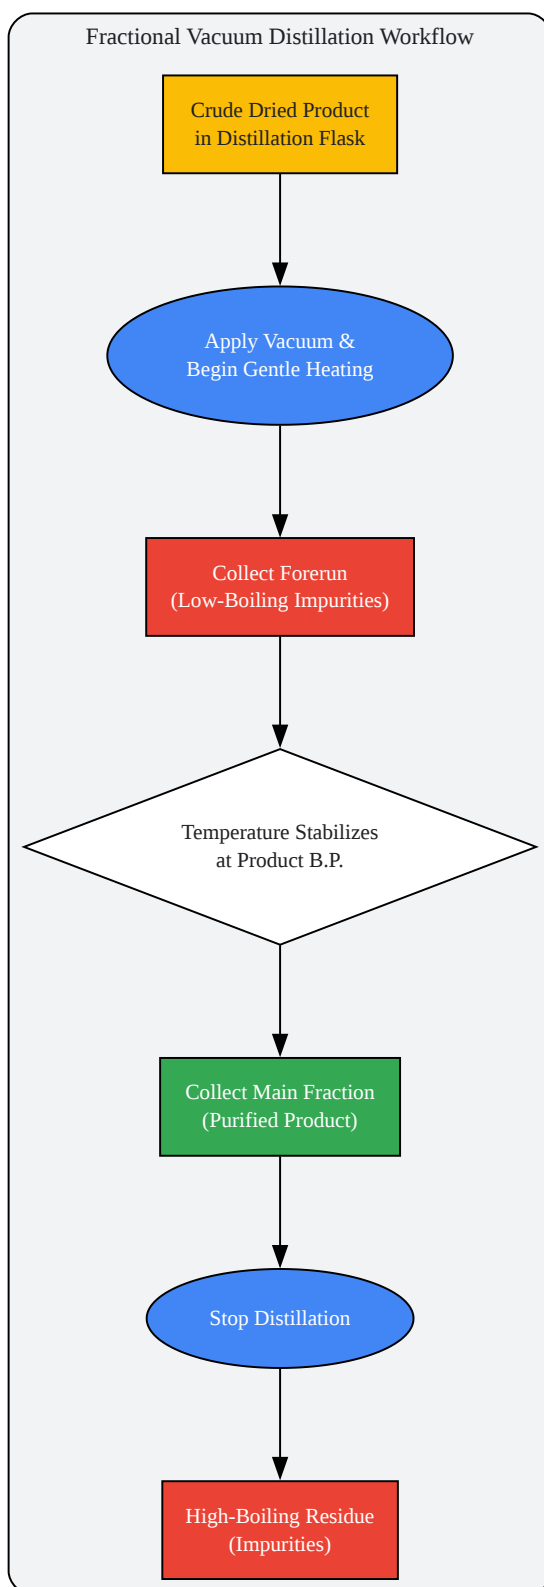 Fractional Vacuum Distillation Workflow
Crude Dried Product
in Distillation Flask
Apply Vacuum &
Begin Gentle Heating
Collect Forerun
(Low-Boiling Impurities)
Temperature Stabilizes
at Product B.P.
Collect Main Fraction
(Purified Product)
Stop Distillation
High-Boiling Residue
(Impurities)